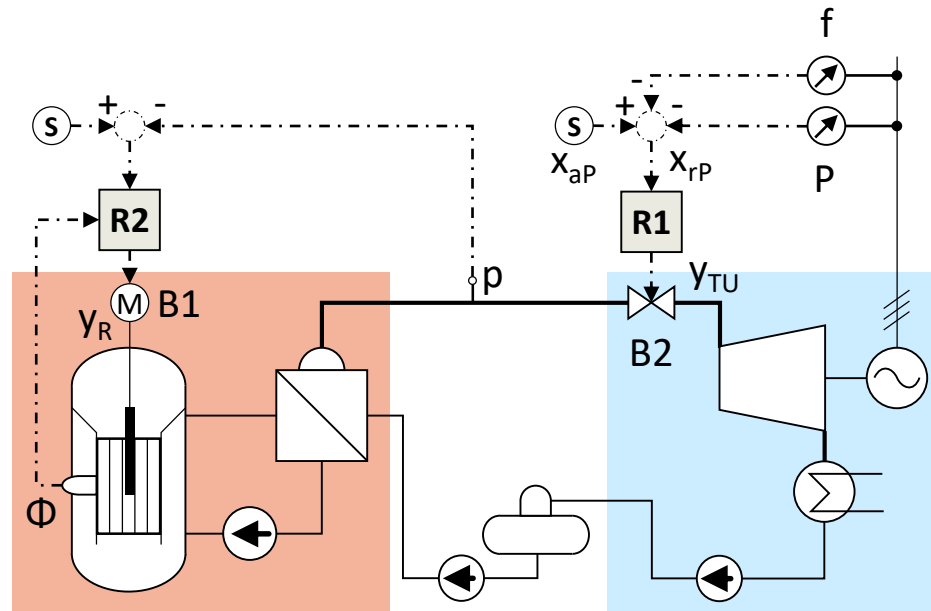 f
- 
S
+
-
S
+
-
x_aP
x_rP
P
R2
R1
p
y_TU
M
B1
y_R
B2
Φ